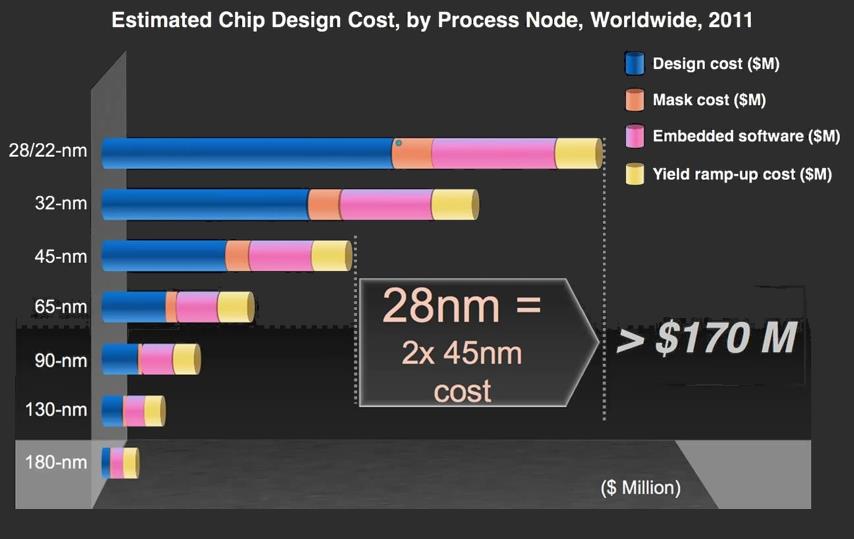 Estimated Chip Design Cost, by Process Node, Worldwide, 2011
Design cost ($M)
Mask cost ($M)
Embedded software ($M)
Yield ramp-up cost ($M)
28/22-nm
32-nm
45-nm
65-nm
90-nm
130-nm
180-nm
28nm =
2x 45nm
cost
> $170 M
($ Million)